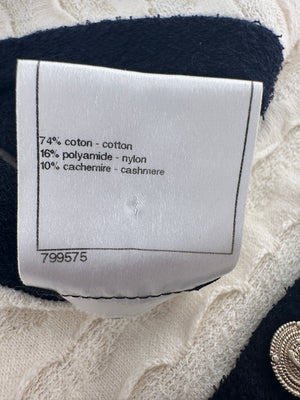 74% coton - cotton
16% polyamide - nylon
10% cachemire - cashmere
799575